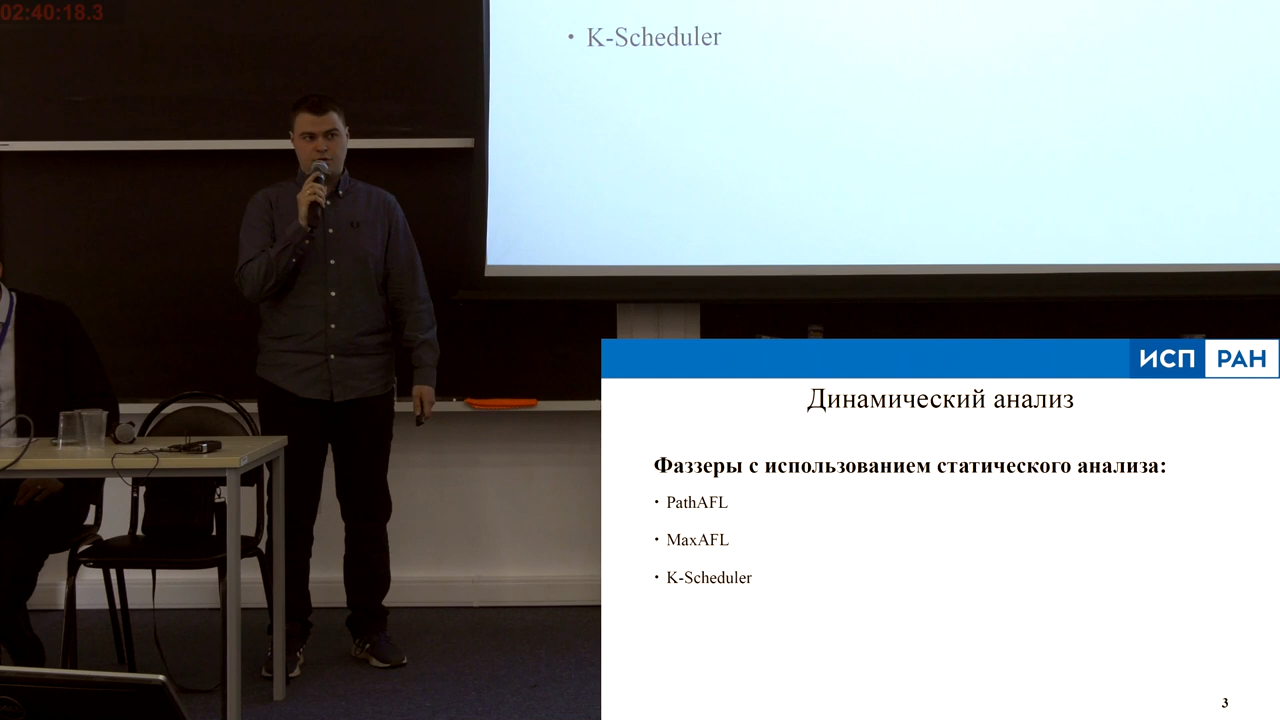 02:40:18.3
• K-Scheduler
ИСП РАН
Динамический анализ
Фаззеры с использованием статического анализа:
• PathAFL
• MaxAFL
• K-Scheduler
3